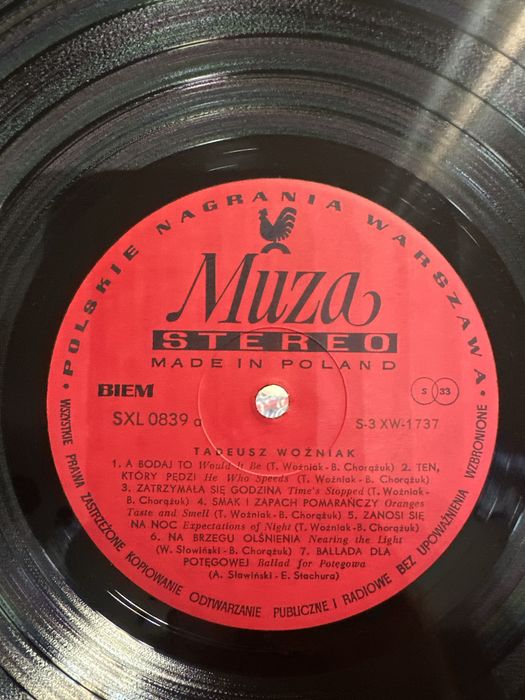 • POLSKIE NAGRANIA WARSZAWA •
Muza
STEREO
MADE IN POLAND
BIEM
S 33
SXL 0839 a
S-3 XW-1737
TADEUSZ WOŹNIAK
1. A BODAJ TO Would It Be (T. Woźniak-B. Chorążuk) 2. TEN,
KTÓRY PĘDZI He Who Speeds (T. Woźniak-B. Chorążuk)
3. ZATRZYMAŁA SIĘ GODZINA Time's Stopped (T. Woźniak-
B. Chorążuk) 4. SMAK I ZAPACH POMARAŃCZY Oranges
Taste and Smell (T. Woźniak-B. Chorążuk) 5. ZANOSI SIĘ
NA NOC Expectations of Night (T. Woźniak-B. Chorążuk)
6. NA BRZEGU OLŚNIENIA Nearing the Light
(W. Słowiński-B. Chorążuk) 7. BALLADA DLA
POTĘGOWEJ Ballad for Potęgowa
(A. Sławiński-E. Stachura)
WSZYSTKIE PRAWA ZASTRZEŻONE KOPIOWANIE ODTWARZANIE PUBLICZNE I RADIOWE BEZ UPOWAŻNIENIA WZBRONIONE